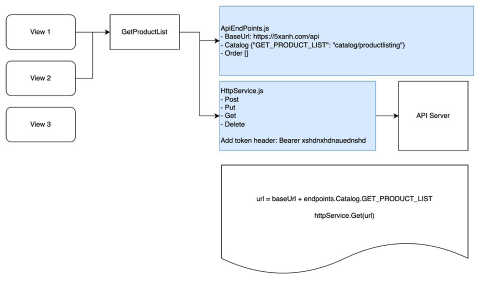 View 1
GetProductList
ApiEndPoints.js
- BaseUrl: https://5xanh.com/api
- Catalog {"GET_PRODUCT_LIST": "catalog/productlisting"}
- Order []
View 2
HttpService.js
- Post
- Put
- Get
- Delete
Add token header: Bearer xshdnxhdnauednshd
API Server
View 3
url = baseUrl + endpoints.Catalog.GET_PRODUCT_LIST
httpService.Get(url)